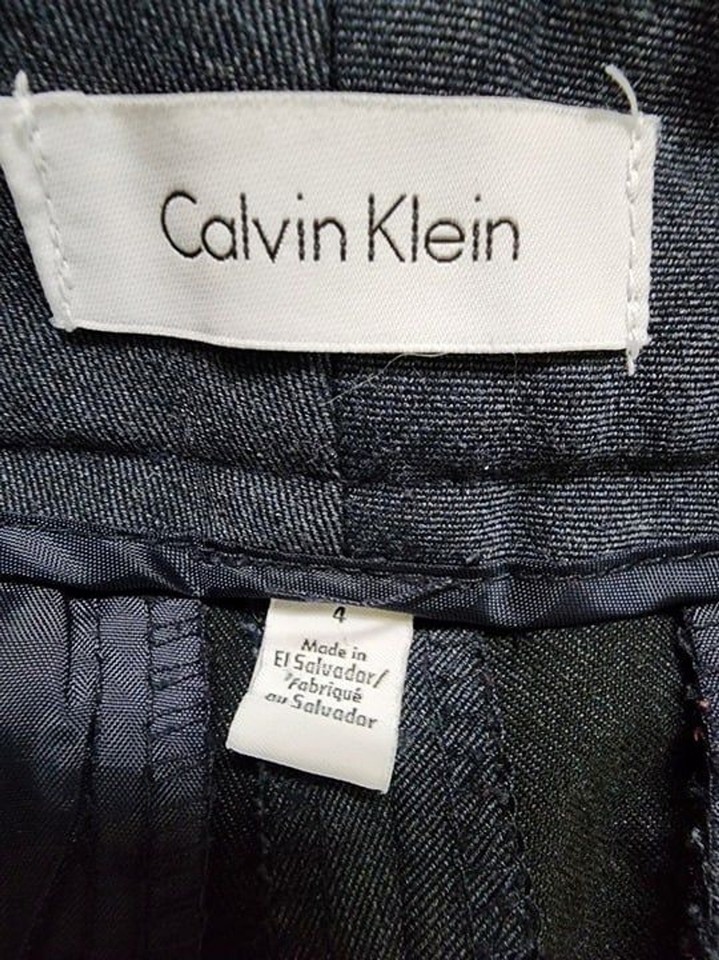 Calvin Klein
4
Made in
El Salvador/
Fabriqué
au Salvador